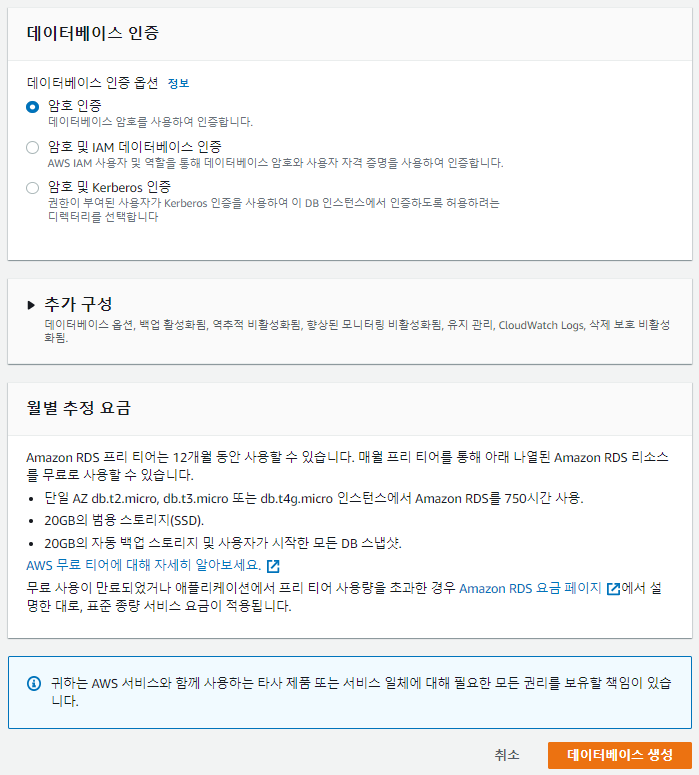 데이터베이스 인증
데이터베이스 인증 옵션 정보
암호 인증
데이터베이스 암호를 사용하여 인증합니다.
암호 및 IAM 데이터베이스 인증
AWS IAM 사용자 및 역할을 통해 데이터베이스 암호와 사용자 자격 증명을 사용하여 인증합니다.
암호 및 Kerberos 인증
권한이 부여된 사용자가 Kerberos 인증을 사용하여 이 DB 인스턴스에서 인증하도록 허용하려는
디렉터리를 선택합니다
추가 구성
데이터베이스 옵션, 백업 활성화됨, 역추적 비활성화됨, 향상된 모니터링 비활성화됨, 유지 관리, CloudWatch Logs, 삭제 보호 비활성
화됨.
월별 추정 요금
Amazon RDS 프리 티어는 12개월 동안 사용할 수 있습니다. 매월 프리 티어를 통해 아래 나열된 Amazon RDS 리소스
를 무료로 사용할 수 있습니다.
• 단일 AZ db.t2.micro, db.t3.micro 또는 db.t4g.micro 인스턴스에서 Amazon RDS를 750시간 사용.
• 20GB의 범용 스토리지(SSD).
• 20GB의 자동 백업 스토리지 및 사용자가 시작한 모든 DB 스냅샷.
AWS 무료 티어에 대해 자세히 알아보세요.
무료 사용이 만료되었거나 애플리케이션에서 프리 티어 사용량을 초과한 경우 Amazon RDS 요금 페이지에서 설
명한 대로, 표준 종량 서비스 요금이 적용됩니다.
귀하는 AWS 서비스와 함께 사용하는 타사 제품 또는 서비스 일체에 대해 필요한 모든 권리를 보유할 책임이 있습
니다.
취소 데이터베이스 생성